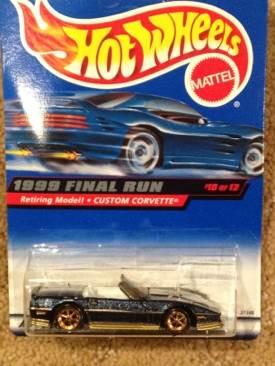 Hot Wheels
MATTEL
1999 FINAL RUN
#10 OF 12
Retiring Model! • CUSTOM CORVETTE®